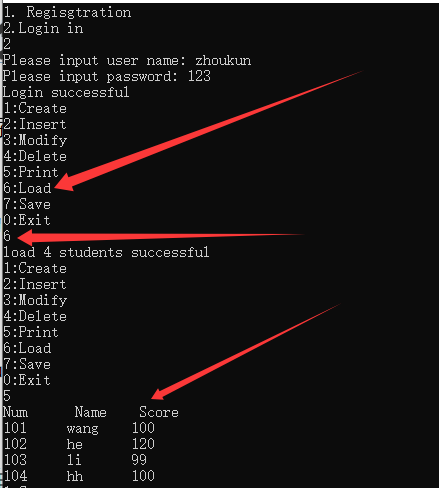 1. Regisgtration
2.Login in
2
Please input user name: zhoukun
Please input password: 123
Login successful
1:Create
2:Insert
3:Modify
4:Delete
5:Print
6:Load
7:Save
0:Exit
6
load 4 students successful
1:Create
2:Insert
3:Modify
4:Delete
5:Print
6:Load
7:Save
0:Exit
5
Num Name Score
101 wang 100
102 he 120
103 li 99
104 hh 100